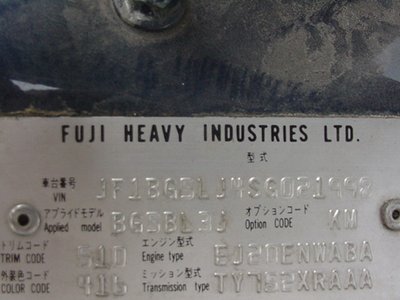 FUJI HEAVY INDUSTRIES LTD.
型式
車台番号 VIN JF1BG5LJ4SG021992
アプライドモデル Applied model BG5BL3J オプションコード Option CODE KM
トリムコード TRIM CODE 510 エンジン型式 Engine type EJ20ENWABA
外装色コード COLOR CODE 416 ミッション型式 Transmission type TY752XRAAA